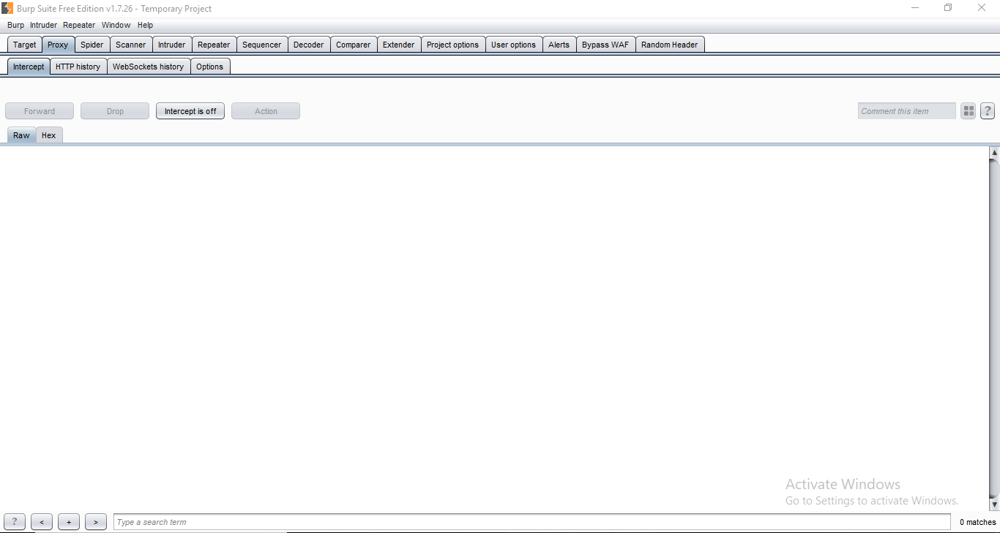 Burp Suite Free Edition v1.7.26 - Temporary Project
Burp Intruder Repeater Window Help
Target Proxy Spider Scanner Intruder Repeater Sequencer Decoder Comparer Extender Project options User options Alerts Bypass WAF Random Header
Intercept HTTP history WebSockets history Options
Forward Drop Intercept is off Action Comment this item ?
Raw Hex
Activate Windows
Go to Settings to activate Windows.
? < + > Type a search term 0 matches